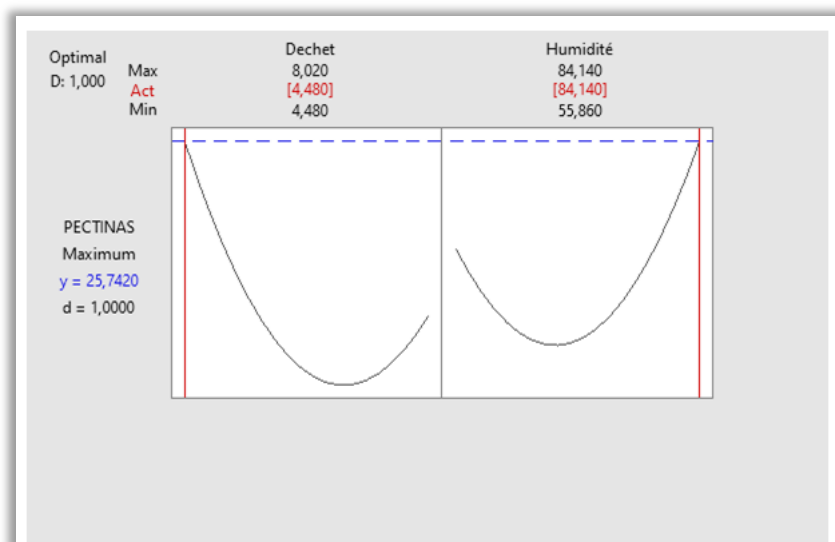 Optimal
D: 1,000
Dechet Humidité
Max 8,020 84,140
Act [4,480] [84,140]
Min 4,480 55,860
PECTINAS
Maximum
y = 25,7420
d = 1,0000